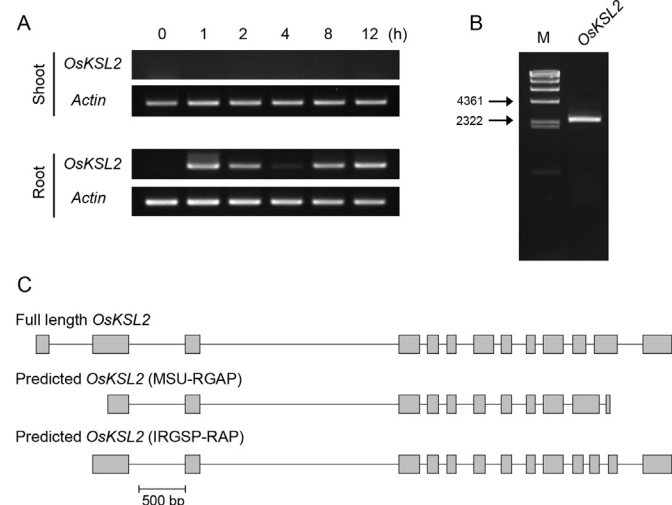 A
0 1 2 4 8 12 (h)
Shoot
OsKSL2
Actin
Root
OsKSL2
Actin
B
M OsKSL2
4361
2322
C
Full length OsKSL2
Predicted OsKSL2 (MSU-RGAP)
Predicted OsKSL2 (IRGSP-RAP)
500 bp